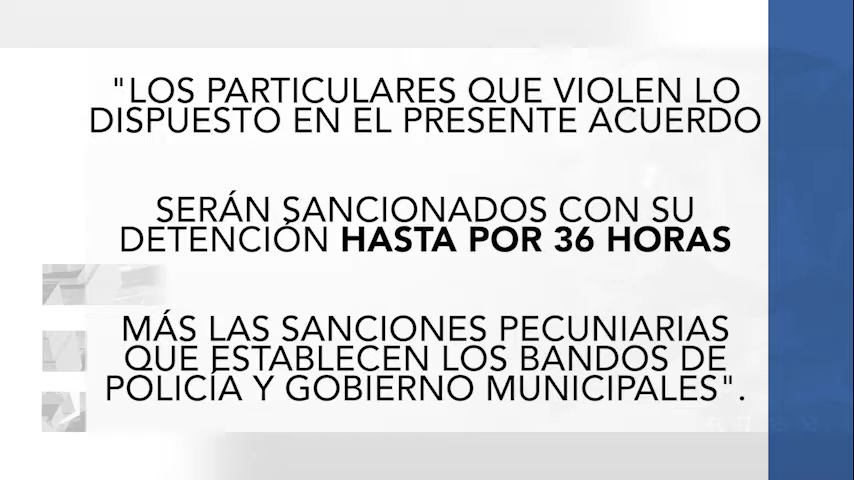 "LOS PARTICULARES QUE VIOLEN LO
DISPUESTO EN EL PRESENTE ACUERDO
SERÁN SANCIONADOS CON SU
DETENCIÓN HASTA POR 36 HORAS
MÁS LAS SANCIONES PECUNIARIAS
QUE ESTABLECEN LOS BANDOS DE
POLICÍA Y GOBIERNO MUNICIPALES".